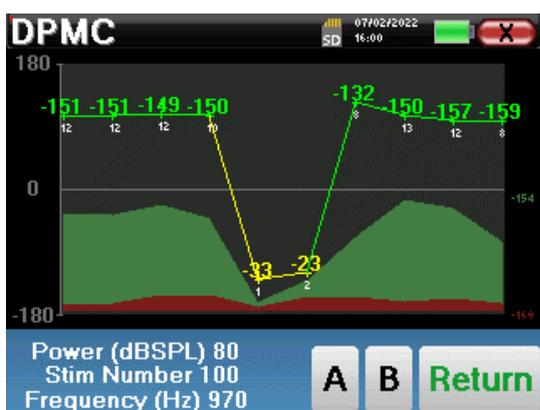 DPMC
SD
07/02/2022
16:00
X
180
-151 -151 -149 -150 -132 -150 -157 -159
12 12 12 10 8 13 12 8
0
-154
-33 -23
1 2
-180
-169
Power (dBSPL) 80
Stim Number 100
Frequency (Hz) 970
A B Return